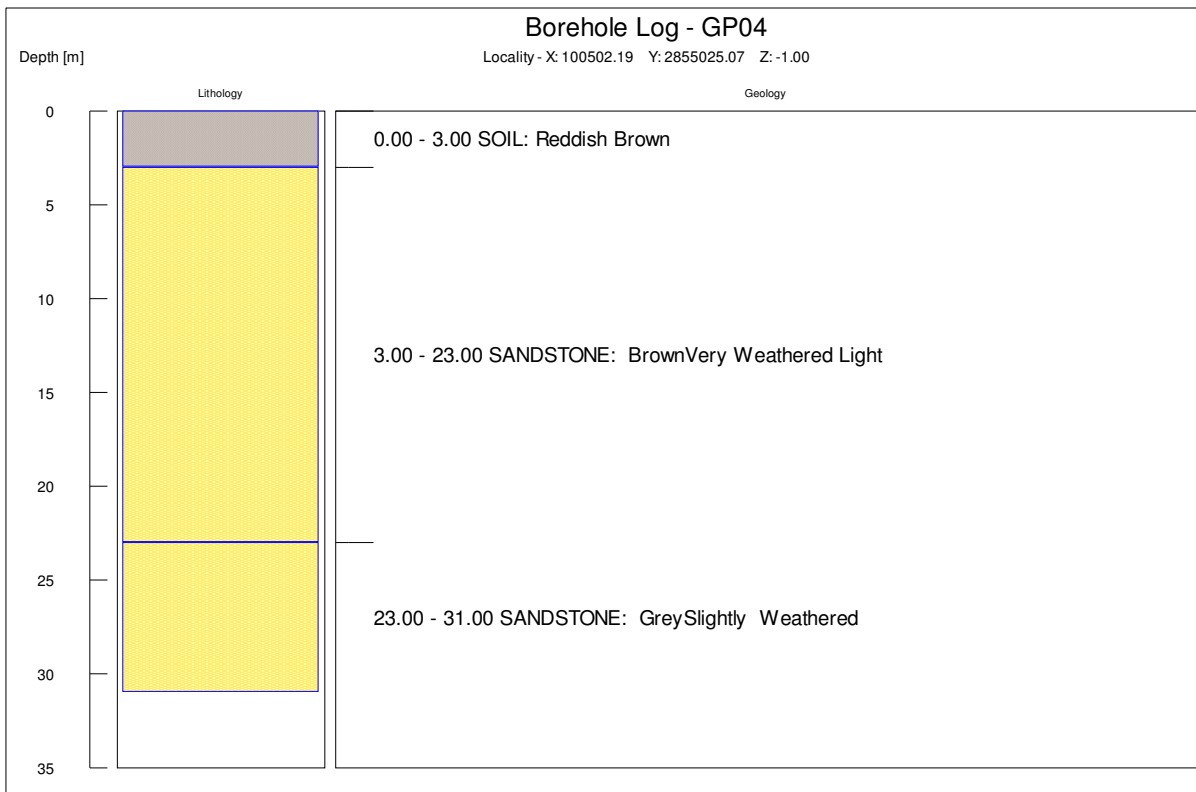 Borehole Log - GP04
Depth [m]
Locality - X: 100502.19 Y: 2855025.07 Z: -1.00
Lithology
Geology
0
0.00 - 3.00 SOIL: Reddish Brown
5
10
3.00 - 23.00 SANDSTONE: BrownVery Weathered Light
15
20
25
23.00 - 31.00 SANDSTONE: GreySlightly Weathered
30
35